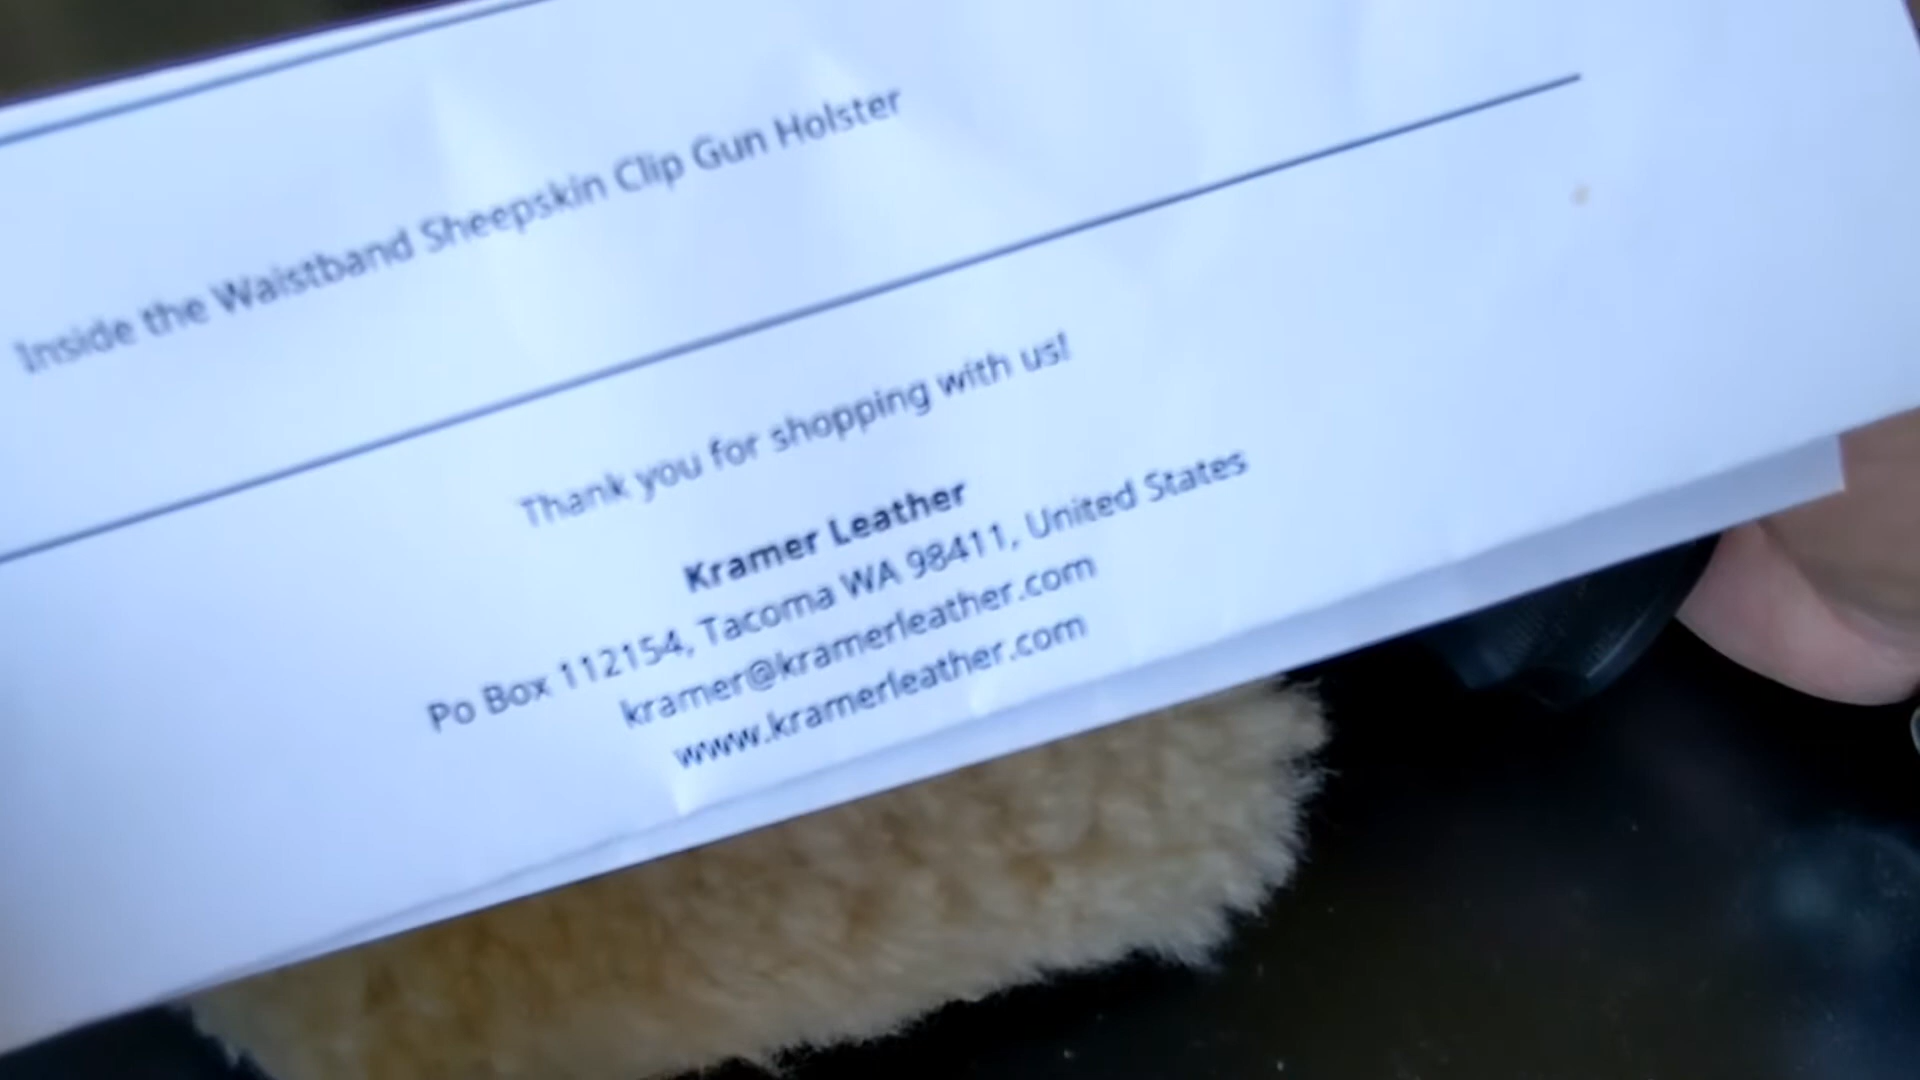 Inside the Waistband Sheepskin Clip Gun Holster
Thank you for shopping with us!
Kramer Leather
Po Box 112154, Tacoma WA 98411, United States
kramer@kramerleather.com
www.kramerleather.com